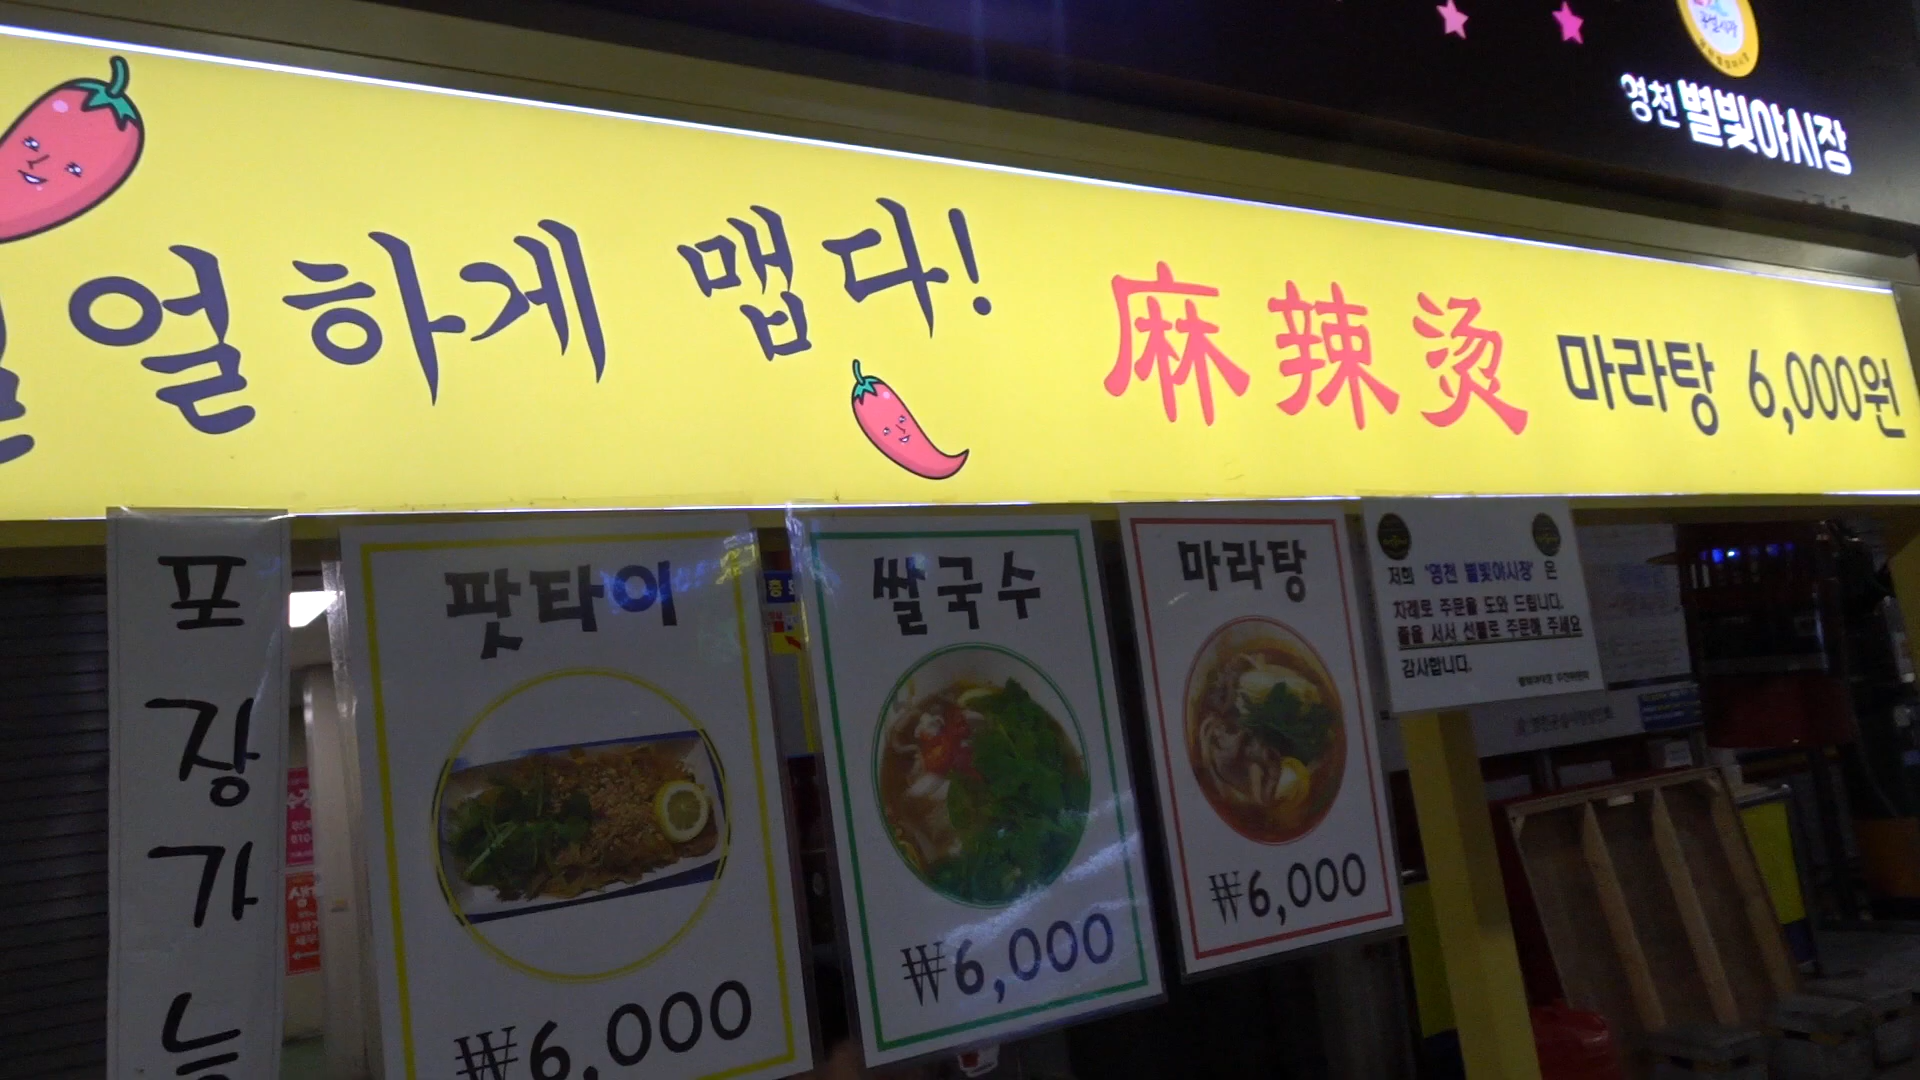 영천 별빛야시장
얼하게 맵다! 麻辣烫 마라탕 6,000원
포장가능
팟타이
₩6,000
쌀국수
₩6,000
마라탕
₩6,000
저희 '영천 별빛야시장' 은
차례로 주문을 도와 드립니다.
줄을 서서 선불로 주문해 주세요
감사합니다.